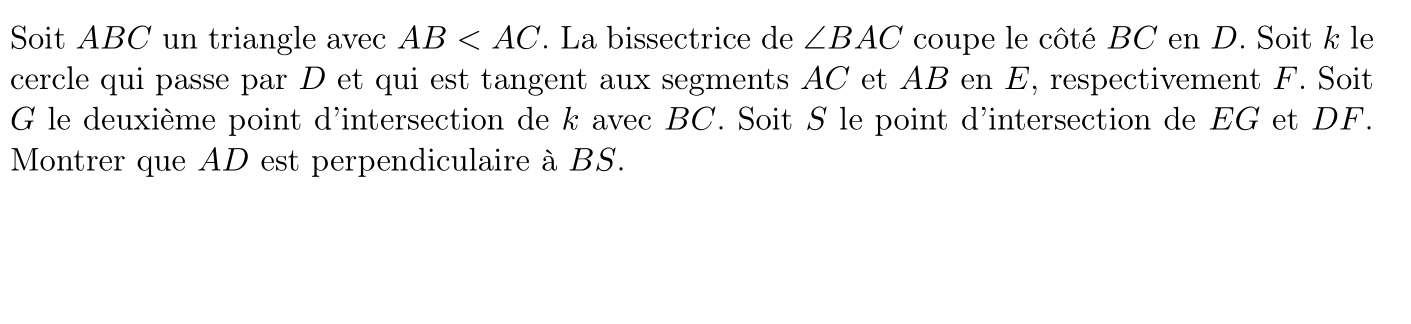 Soit ABC un triangle avec AB < AC. La bissectrice de ∠BAC coupe le côté BC en D. Soit k le
cercle qui passe par D et qui est tangent aux segments AC et AB en E, respectivement F. Soit
G le deuxième point d'intersection de k avec BC. Soit S le point d'intersection de EG et DF.
Montrer que AD est perpendiculaire à BS.